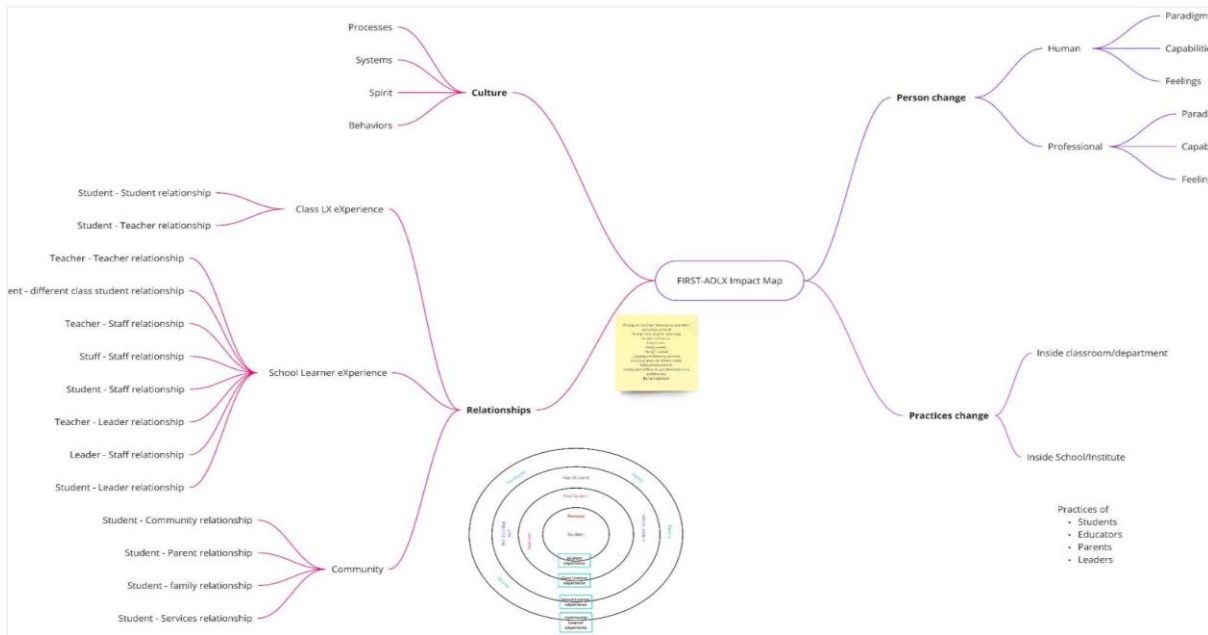 Processes
Systems
Spirit
Behaviors
Culture
Student - Student relationship
Student - Teacher relationship
Class LX eXperience
Teacher - Teacher relationship
ent - different class student relationship
Teacher - Staff relationship
Stuff - Staff relationship
Student - Staff relationship
Teacher - Leader relationship
Leader - Staff relationship
Student - Leader relationship
School Learner eXperience
Relationships
Student - Community relationship
Student - Parent relationship
Student - family relationship
Student - Services relationship
Community
FIRST-ADLX Impact Map
Person change
Human
Paradigm
Capabilitie
Feelings
Professional
Parad
Capab
Feeling
Practices change
Inside classroom/department
Inside School/Institute
Practices of
• Students
• Educators
• Parents
• Leaders
Student